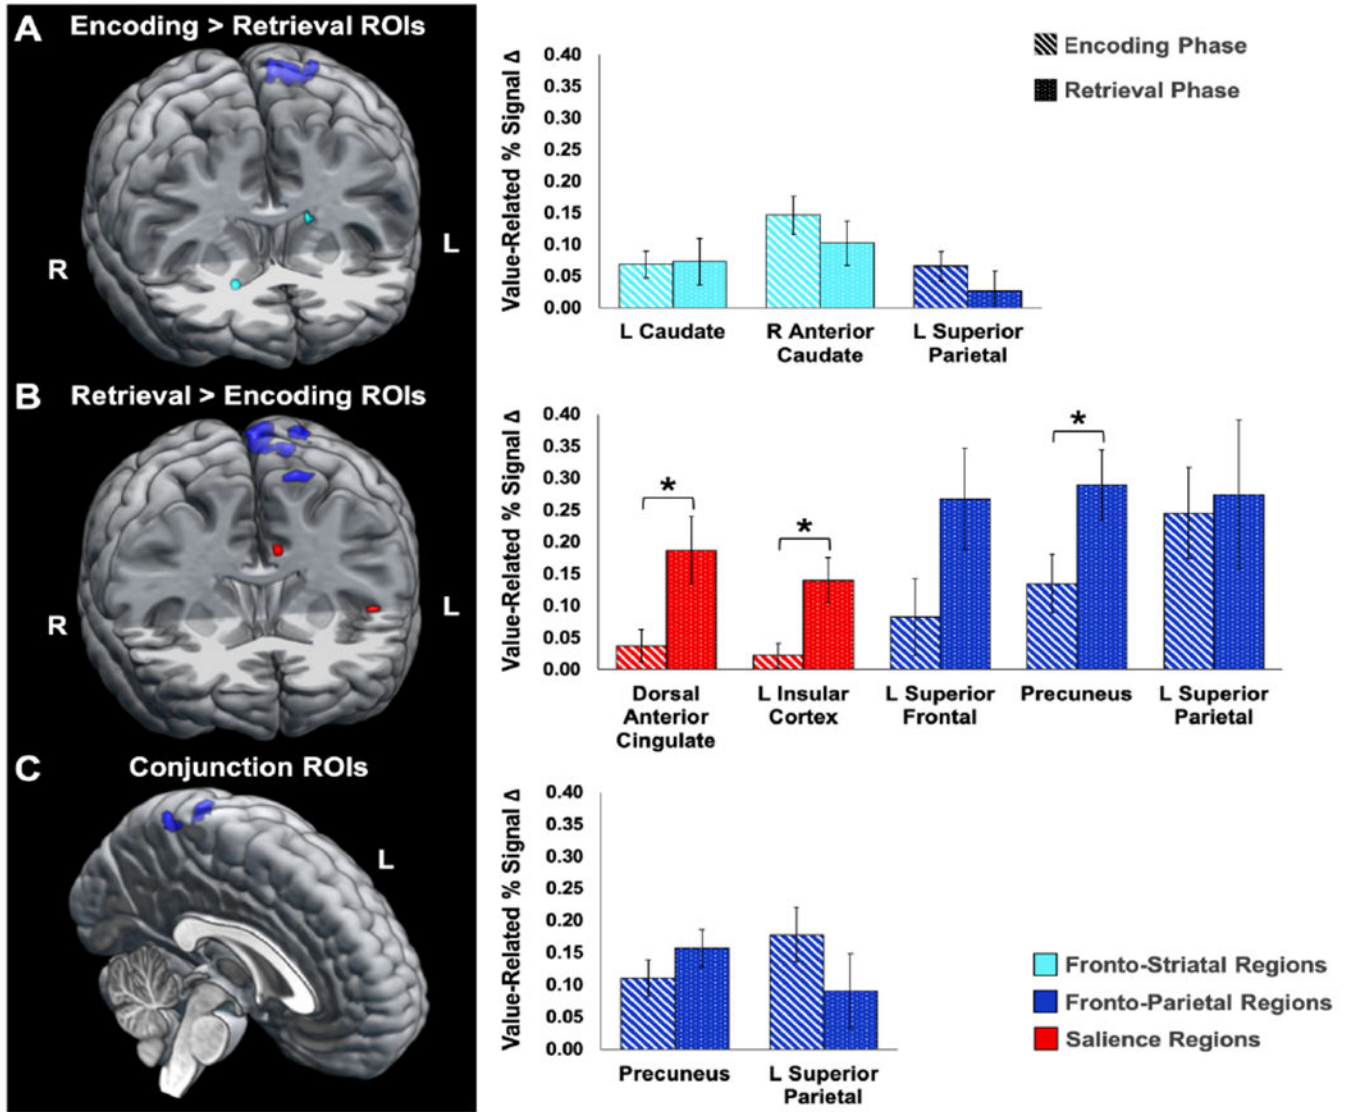 A Encoding > Retrieval ROIs
R
L
Value-Related % Signal Δ
0.40
0.35
0.30
0.25
0.20
0.15
0.10
0.05
0.00
L Caudate
R Anterior
Caudate
L Superior
Parietal
Encoding Phase
Retrieval Phase
B Retrieval > Encoding ROIs
R
L
Value-Related % Signal Δ
0.40
0.35
0.30
0.25
0.20
0.15
0.10
0.05
0.00
*
*
*
Dorsal
Anterior
Cingulate
L Insular
Cortex
L Superior
Frontal
Precuneus
L Superior
Parietal
C Conjunction ROIs
L
Value-Related % Signal Δ
0.40
0.35
0.30
0.25
0.20
0.15
0.10
0.05
0.00
Precuneus
L Superior
Parietal
Fronto-Striatal Regions
Fronto-Parietal Regions
Salience Regions